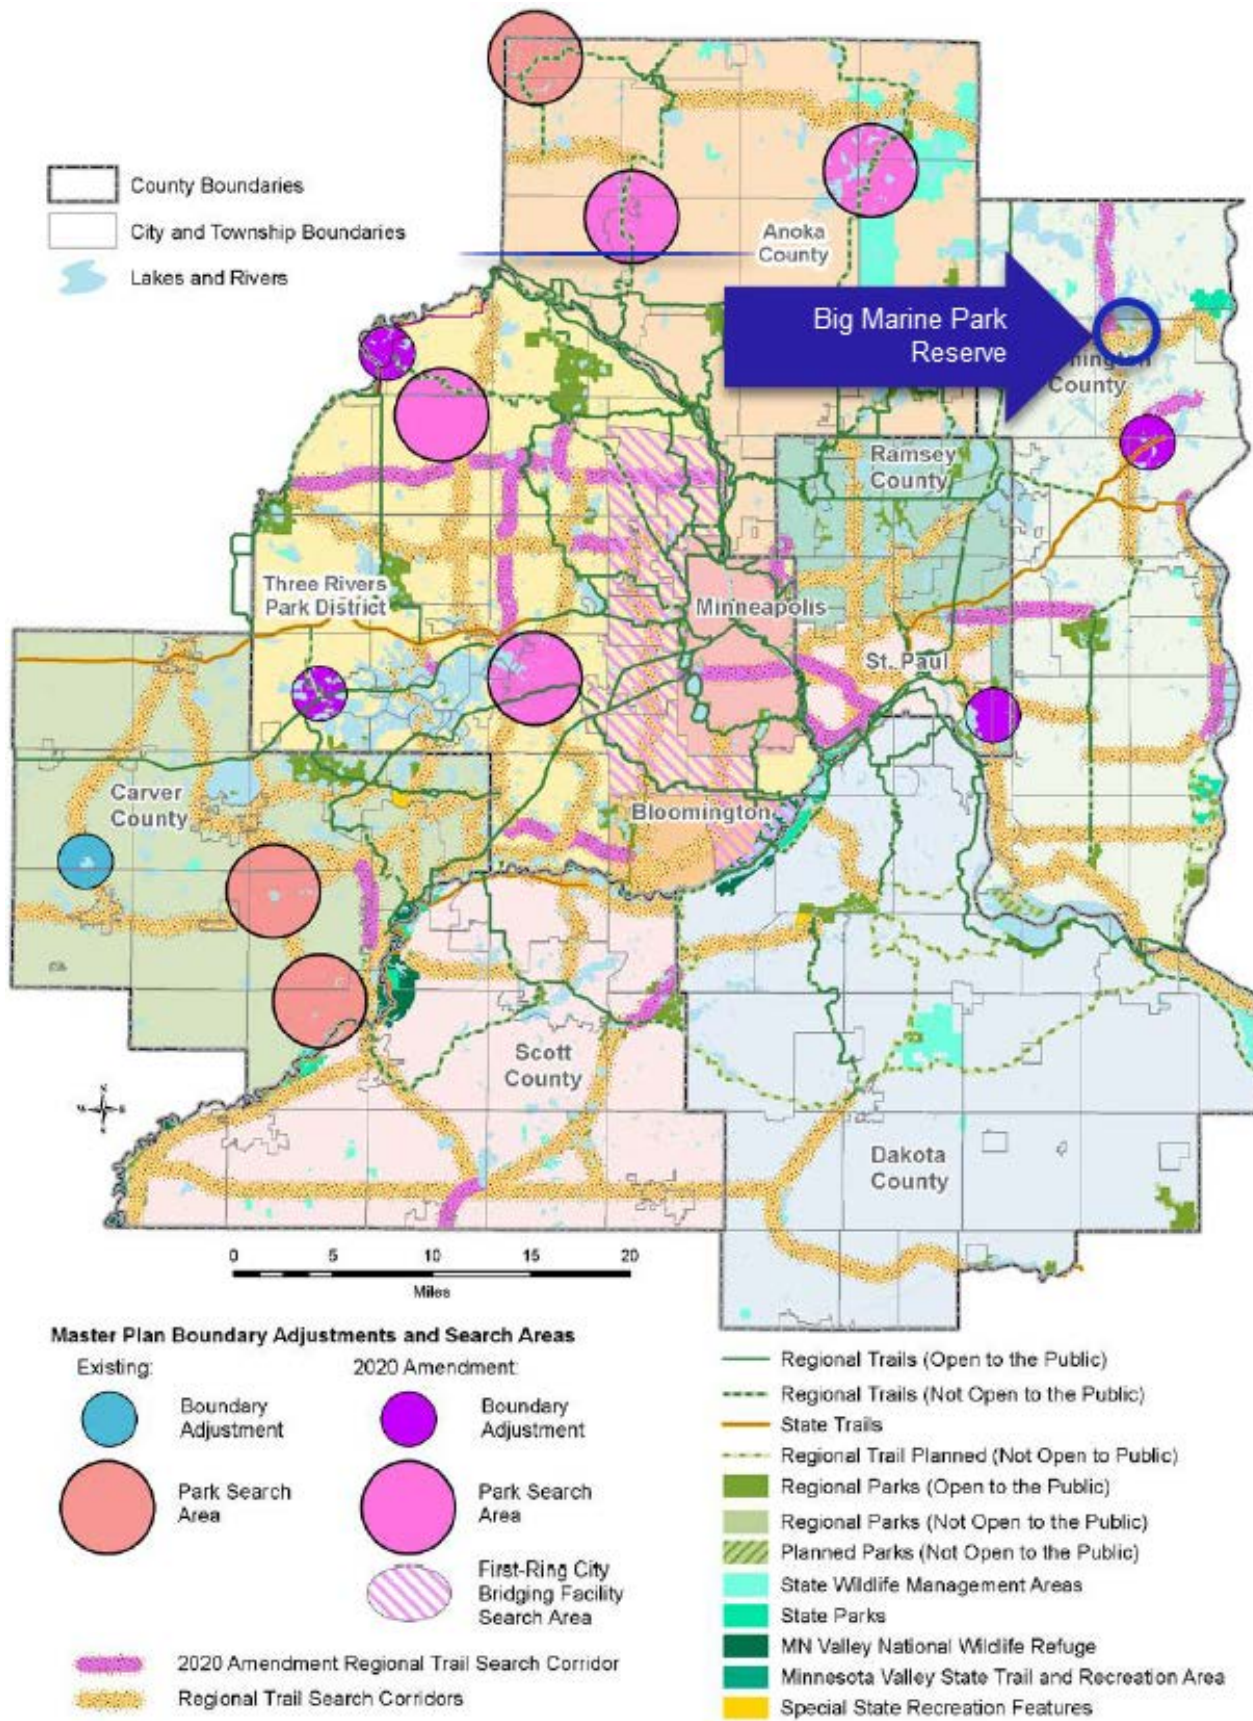 County Boundaries
City and Township Boundaries
Lakes and Rivers
Anoka
County
Big Marine Park
Reserve
County
Ramsey
County
Three Rivers
Park District
Minneapolis
St. Paul
Carver
County
Bloomington
Scott
County
Dakota
County
0 5 10 15 20
Miles
Master Plan Boundary Adjustments and Search Areas
Existing:
Boundary
Adjustment
Park Search
Area
2020 Amendment:
Boundary
Adjustment
Park Search
Area
First-Ring City
Bridging Facility
Search Area
2020 Amendment Regional Trail Search Corridor
Regional Trail Search Corridors
Regional Trails (Open to the Public)
Regional Trails (Not Open to the Public)
State Trails
Regional Trail Planned (Not Open to Public)
Regional Parks (Open to the Public)
Regional Parks (Not Open to the Public)
Planned Parks (Not Open to the Public)
State Wildlife Management Areas
State Parks
MN Valley National Wildlife Refuge
Minnesota Valley State Trail and Recreation Area
Special State Recreation Features